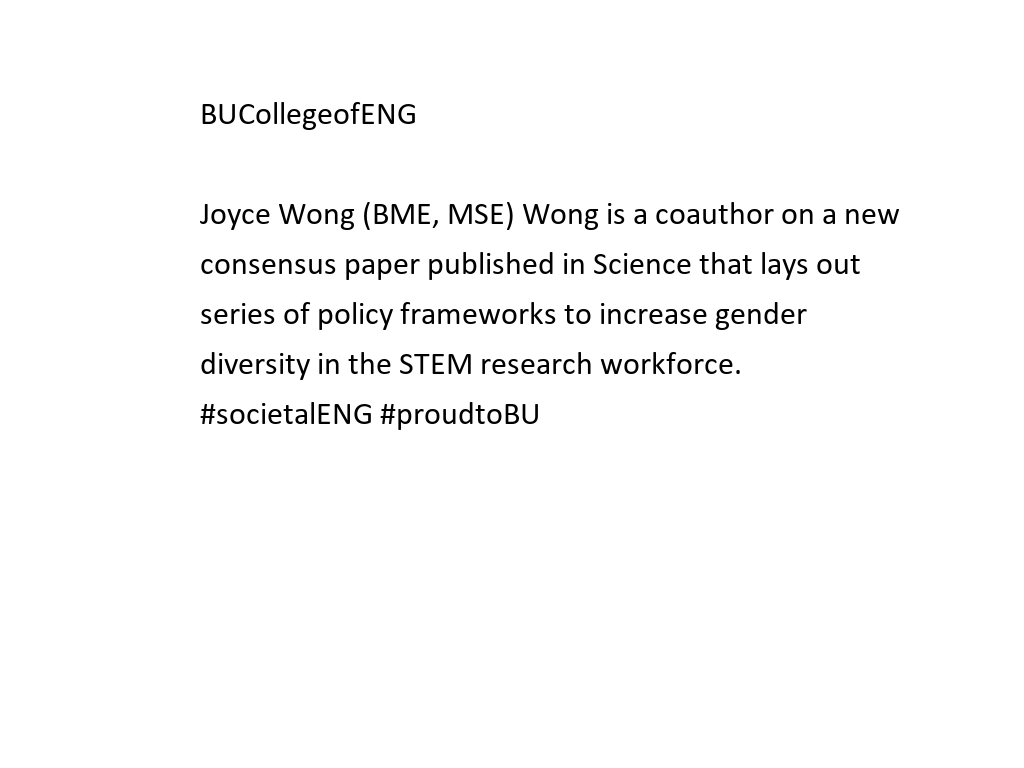 BUCollegeofENG
Joyce Wong (BME, MSE) Wong is a coauthor on a new
consensus paper published in Science that lays out
series of policy frameworks to increase gender
diversity in the STEM research workforce.
#societalENG #proudtoBU